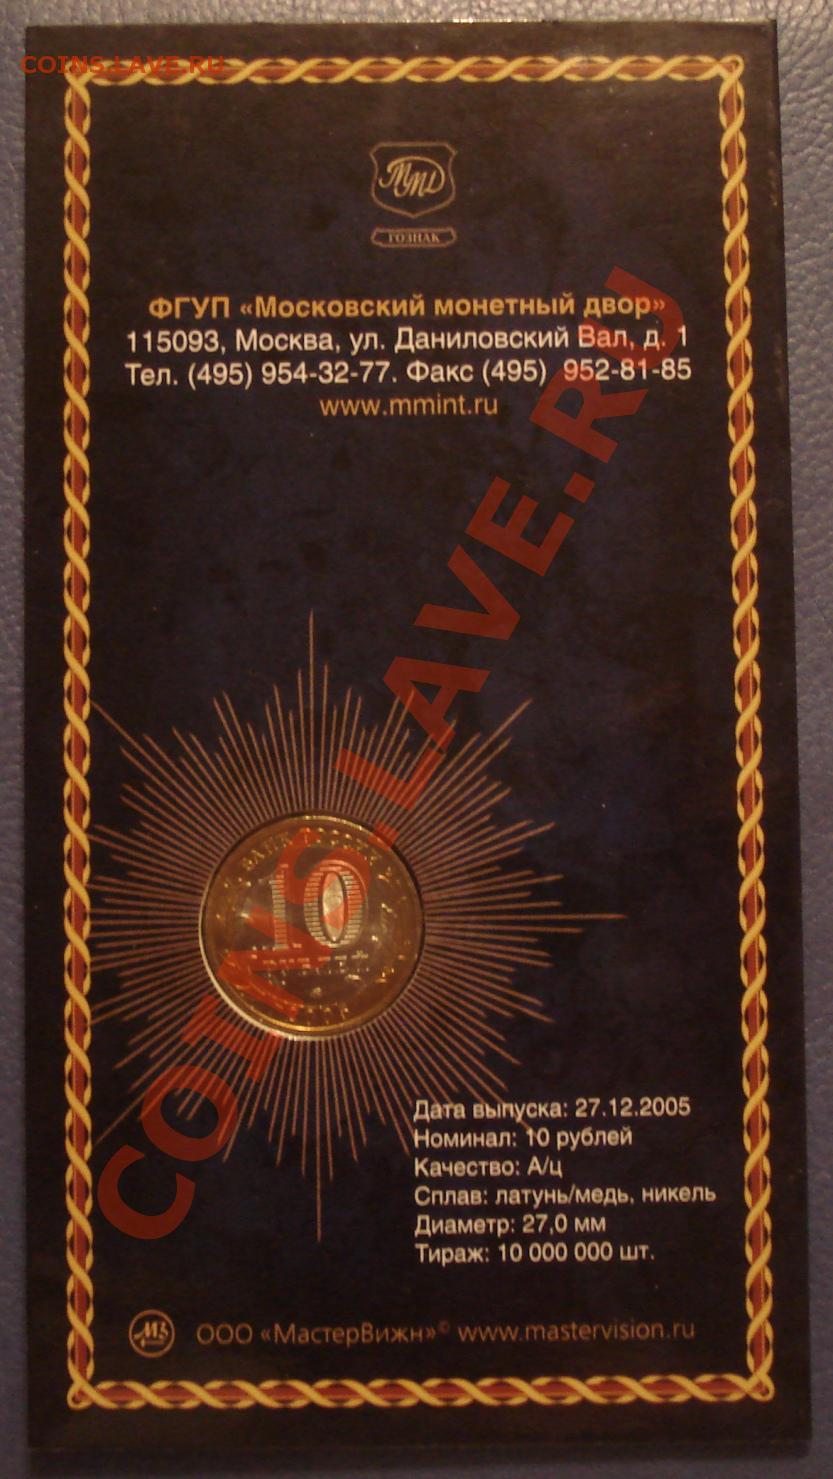 COINS.LAVE.RU
ММД
ГОЗНАК
ФГУП «Московский монетный двор»
115093, Москва, ул. Даниловский Вал, д. 1
Тел. (495) 954-32-77. Факс (495) 952-81-85
www.mmint.ru
COINS.LAVE.RU
БАНК РОССИИ
10
Дата выпуска: 27.12.2005
Номинал: 10 рублей
Качество: А/ц
Сплав: латунь/медь, никель
Диаметр: 27,0 мм
Тираж: 10 000 000 шт.
ООО «МастерВижн»© www.mastervision.ru